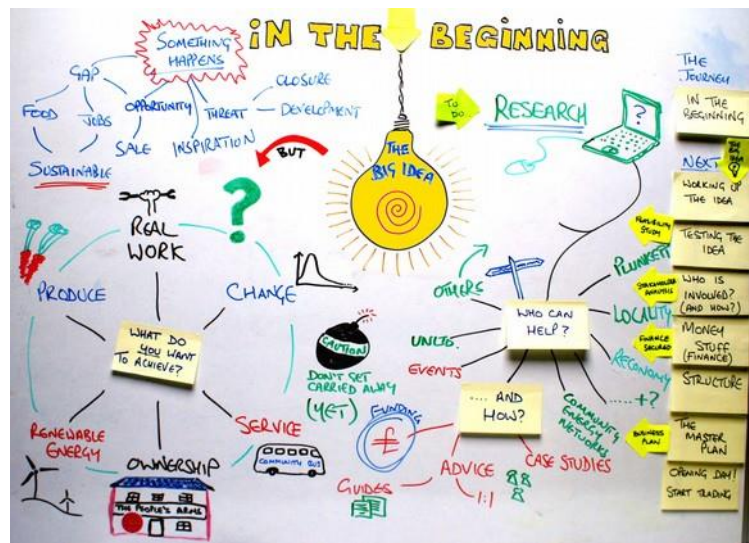 IN THE BEGINNING
SOMETHING
HAPPENS
GAP
FOOD
JOBS
SUSTAINABLE
OPPORTUNITY
SALE
INSPIRATION
THREAT
CLOSURE
DEVELOPMENT
BUT
THE
BIG IDEA
TO
DO..
RESEARCH
?
?
REAL
WORK
PRODUCE
CHANGE
WHAT DO
YOU WANT
TO ACHIEVE?
RENEWABLE
ENERGY
OWNERSHIP
THE PEOPLE'S ARMS
SERVICE
COMMUNITY BUS
CAUTION
DON'T GET
CARRIED AWAY
(YET)
WHO CAN
HELP?
OTHERS
UNLTD.
EVENTS
PLUNKETT
LOCALITY
RECONOMY
....+?
COMMUNITY
ENERGY
NETWORKS
.... AND
HOW?
FUNDING
£
GUIDES
ADVICE
1:1
CASE STUDIES
THE
JOURNEY
IN THE
BEGINNING
NEXT
THE
BIG
IDEA
WORKING UP
THE IDEA
FEASIBILITY
STUDY
TESTING THE
IDEA
STAKEHOLDER
ANALYSIS
WHO IS
INVOLVED?
(AND HOW?)
FINANCE
SECURED
MONEY
STUFF
(FINANCE)
STRUCTURE
BUSINESS
PLAN
THE
MASTER
PLAN
OPENING DAY!
START TRADING